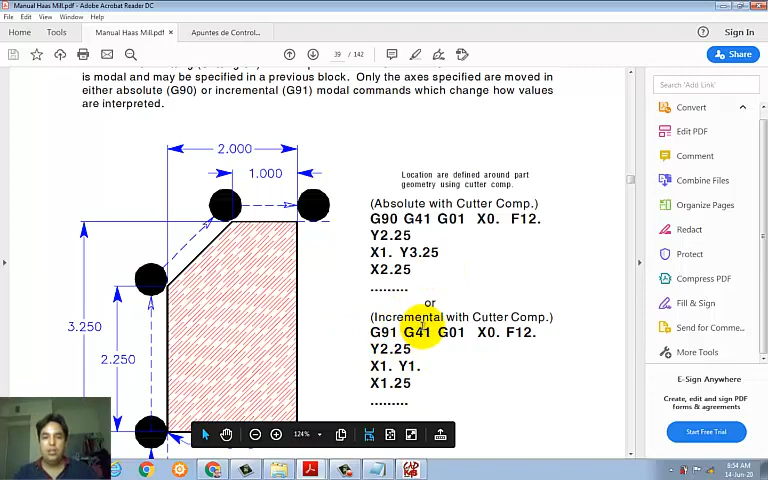 Manual Haas Mill.pdf - Adobe Acrobat Reader DC
File Edit View Window Help
Home Tools Manual Haas Mill.pdf × Apuntes de Control... Sign In
39 / 142 Share
is modal and may be specified in a previous block. Only the axes specified are moved in
either absolute (G90) or incremental (G91) modal commands which change how values
are interpreted.
2.000
1.000
3.250
2.250
Location are defined around part
geometry using cutter comp.
(Absolute with Cutter Comp.)
G90 G41 G01 X0. F12.
Y2.25
X1. Y3.25
X2.25
.........
or
(Incremental with Cutter Comp.)
G91 G41 G01 X0. F12.
Y2.25
X1. Y1.
X1.25
.........
124%
Search 'Add Link'
Convert
Edit PDF
Comment
Combine Files
Organize Pages
Redact
Protect
Compress PDF
Fill & Sign
Send for Comme...
More Tools
E-Sign Anywhere
Create, edit and sign PDF
forms & agreements
Start Free Trial
8:54 AM
14-Jun-20